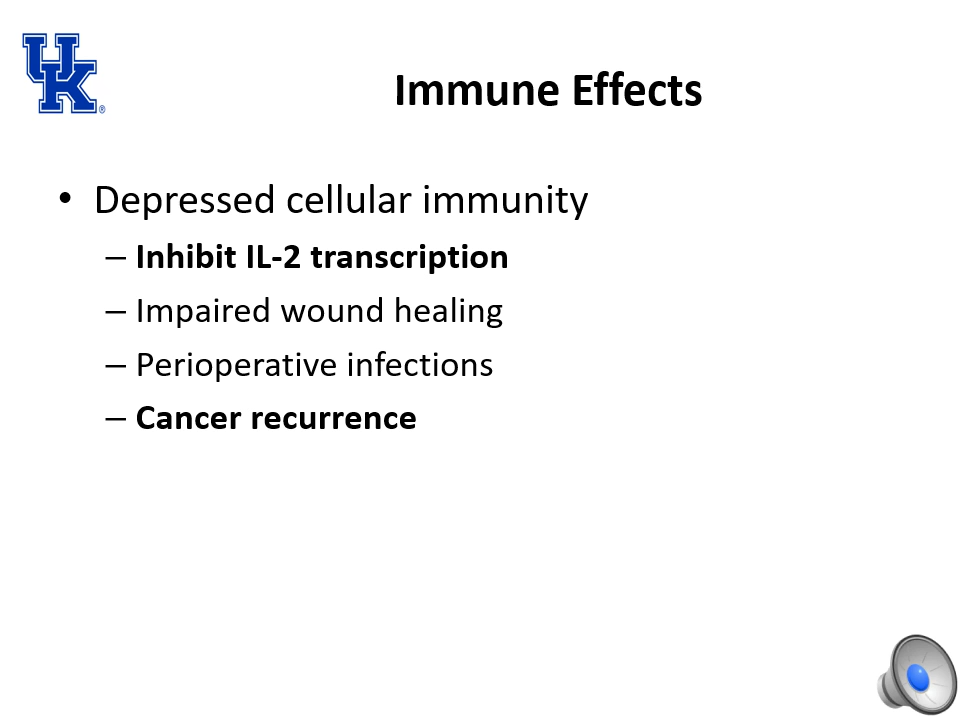 UK®
Immune Effects
• Depressed cellular immunity
– Inhibit IL-2 transcription
– Impaired wound healing
– Perioperative infections
– Cancer recurrence